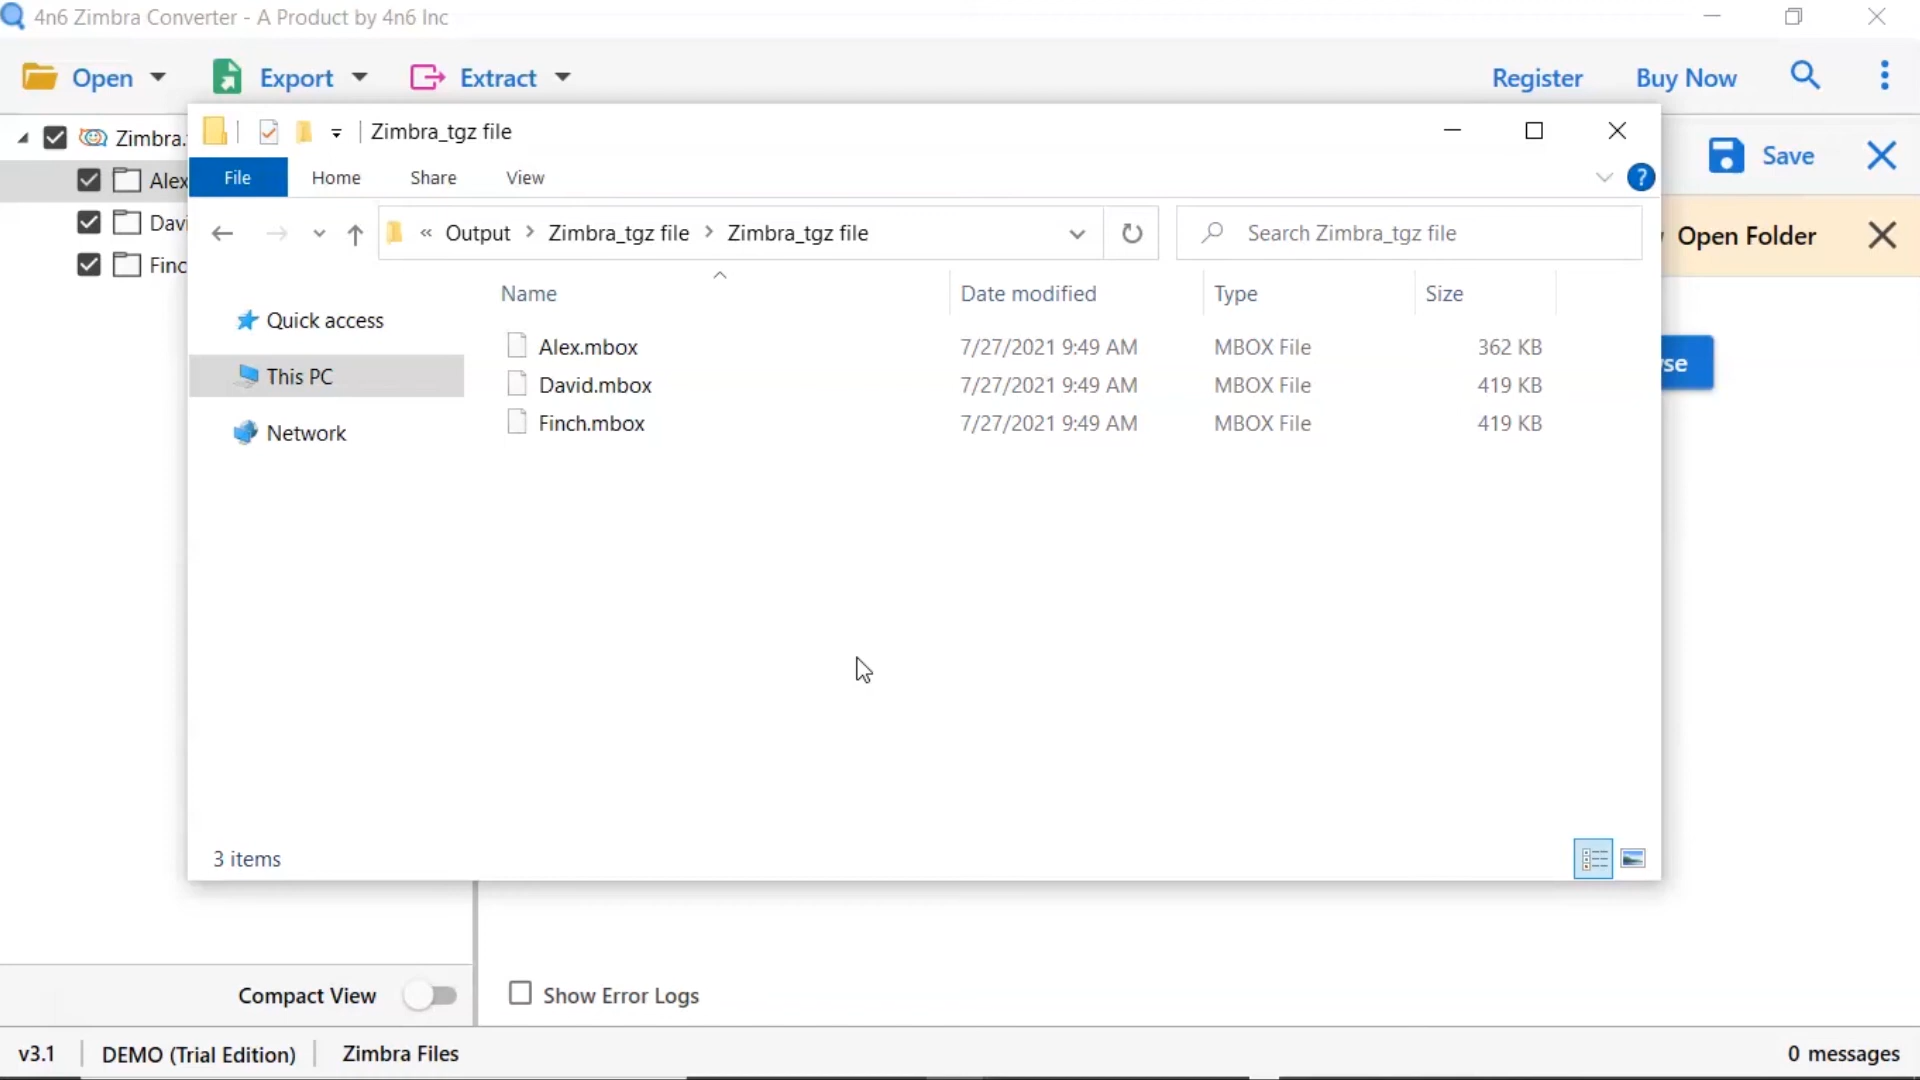 4n6 Zimbra Converter - A Product by 4n6 Inc
Open
Export
Extract
Register
Buy Now
Zimbra_tgz file
File
Home
Share
View
?
« Output > Zimbra_tgz file > Zimbra_tgz file
Search Zimbra_tgz file
Save
Open Folder
Name
Date modified
Type
Size
Quick access
This PC
Network
Alex.mbox 7/27/2021 9:49 AM MBOX File 362 KB
David.mbox 7/27/2021 9:49 AM MBOX File 419 KB
Finch.mbox 7/27/2021 9:49 AM MBOX File 419 KB
3 items
Zimbra.
Alex
Davi
Finc
se
Compact View
Show Error Logs
v3.1
DEMO (Trial Edition)
Zimbra Files
0 messages